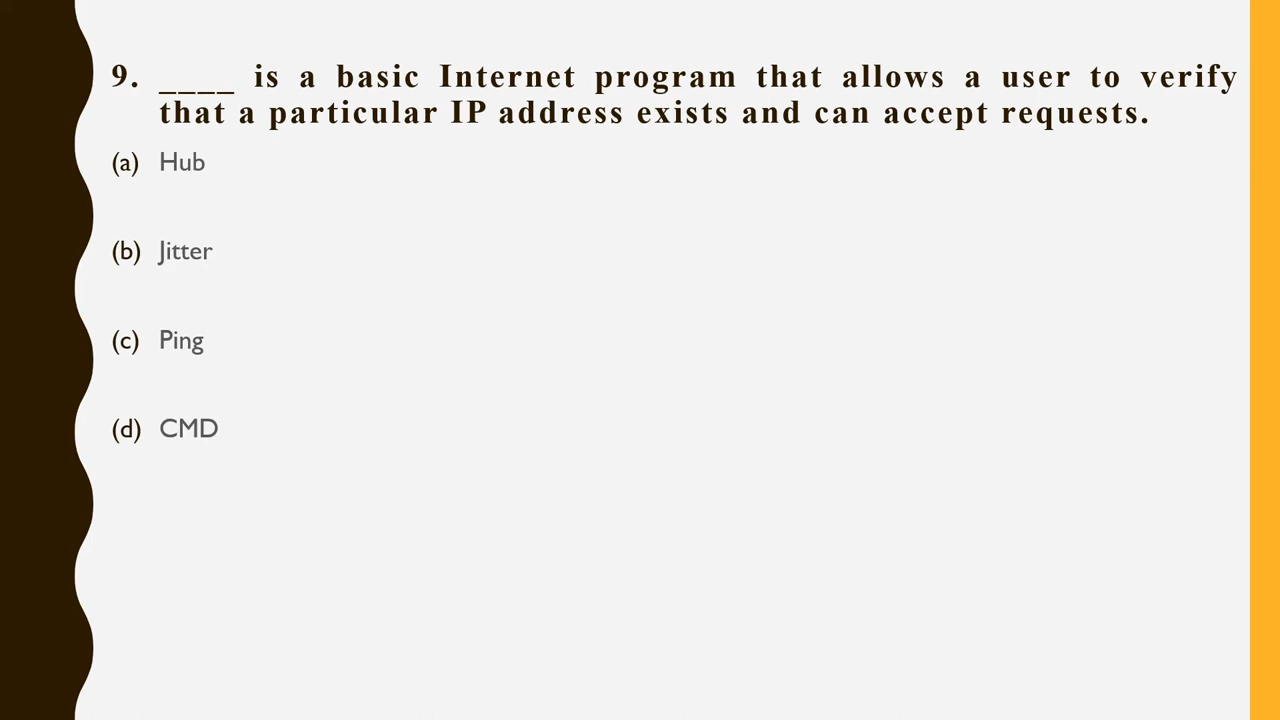 9. ____ is a basic Internet program that allows a user to verify
that a particular IP address exists and can accept requests.
(a) Hub
(b) Jitter
(c) Ping
(d) CMD